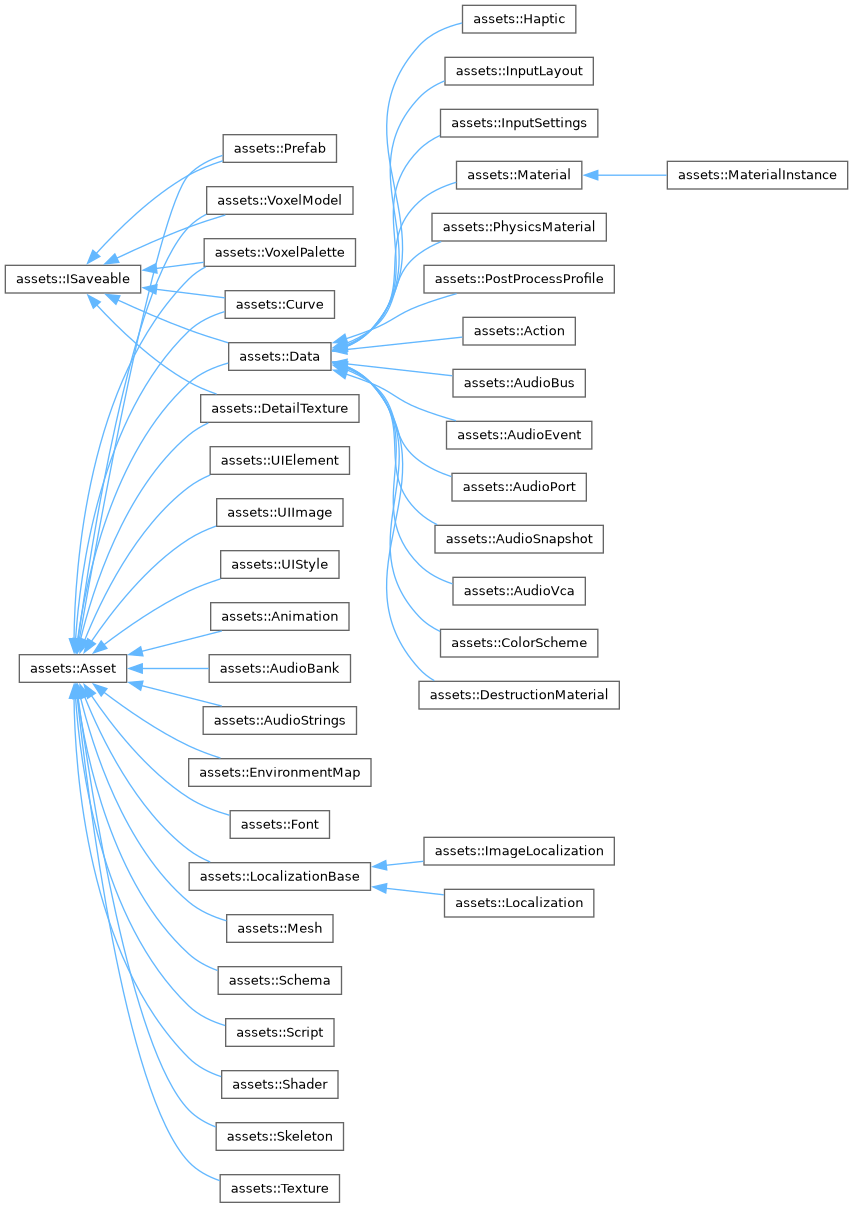 assets::Haptic
assets::InputLayout
assets::InputSettings
assets::Prefab
assets::Material
assets::MaterialInstance
assets::VoxelModel
assets::PhysicsMaterial
assets::VoxelPalette
assets::ISaveable
assets::PostProcessProfile
assets::Curve
assets::Action
assets::Data
assets::AudioBus
assets::DetailTexture
assets::AudioEvent
assets::UIElement
assets::AudioPort
assets::UIImage
assets::AudioSnapshot
assets::UIStyle
assets::AudioVca
assets::Animation
assets::ColorScheme
assets::Asset
assets::AudioBank
assets::DestructionMaterial
assets::AudioStrings
assets::EnvironmentMap
assets::Font
assets::ImageLocalization
assets::LocalizationBase
assets::Localization
assets::Mesh
assets::Schema
assets::Script
assets::Shader
assets::Skeleton
assets::Texture